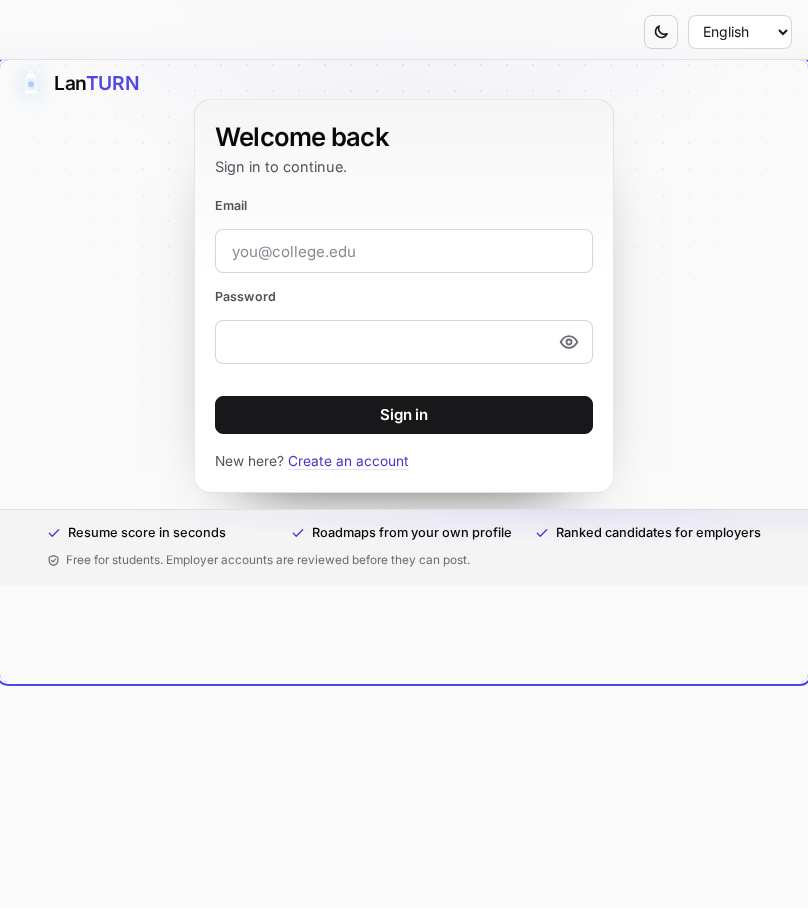 English
LanTURN
Welcome back
Sign in to continue.
Email
you@college.edu
Password
Sign in
New here? Create an account
Resume score in seconds
Roadmaps from your own profile
Ranked candidates for employers
Free for students. Employer accounts are reviewed before they can post.